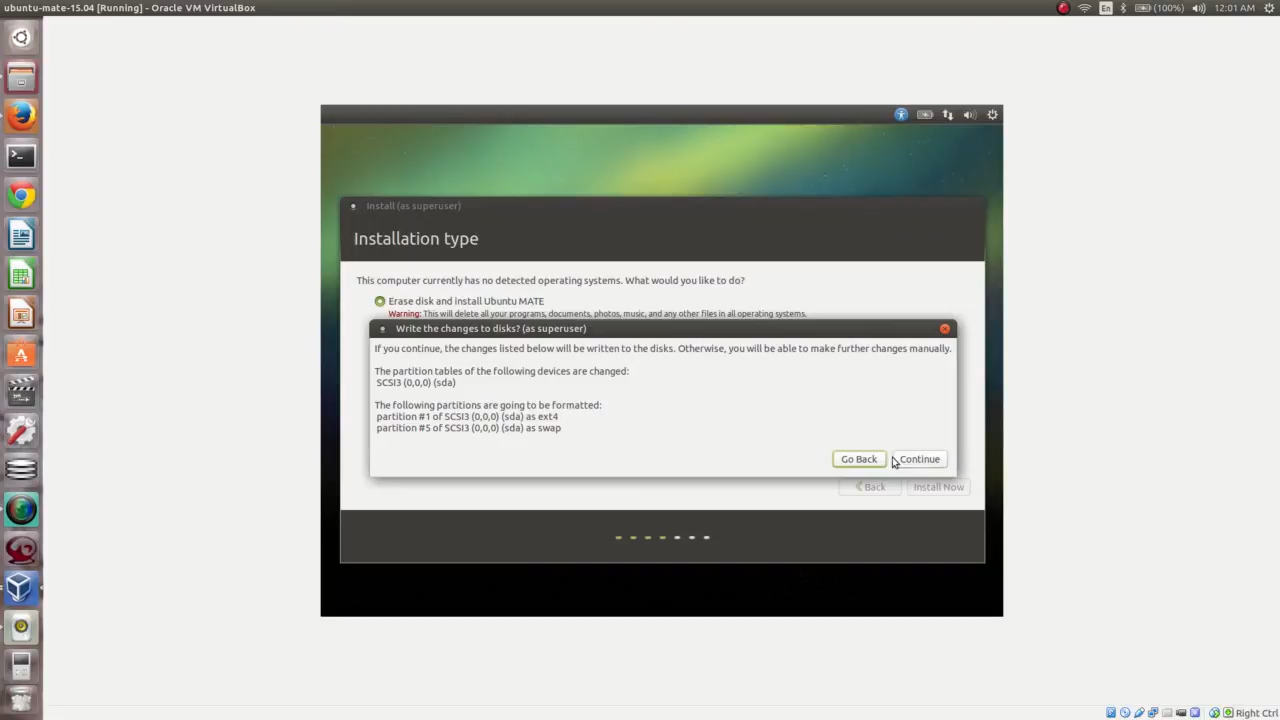 ubuntu-mate-15.04 [Running] - Oracle VM VirtualBox
En
(100%)
12:01 AM
Install (as superuser)
Installation type
This computer currently has no detected operating systems. What would you like to do?
Erase disk and install Ubuntu MATE
Warning: This will delete all your programs, documents, photos, music, and any other files in all operating systems.
Write the changes to disks? (as superuser)
If you continue, the changes listed below will be written to the disks. Otherwise, you will be able to make further changes manually.
The partition tables of the following devices are changed:
SCSI3 (0,0,0) (sda)
The following partitions are going to be formatted:
partition #1 of SCSI3 (0,0,0) (sda) as ext4
partition #5 of SCSI3 (0,0,0) (sda) as swap
Go Back
Continue
Back
Install Now
Right Ctrl